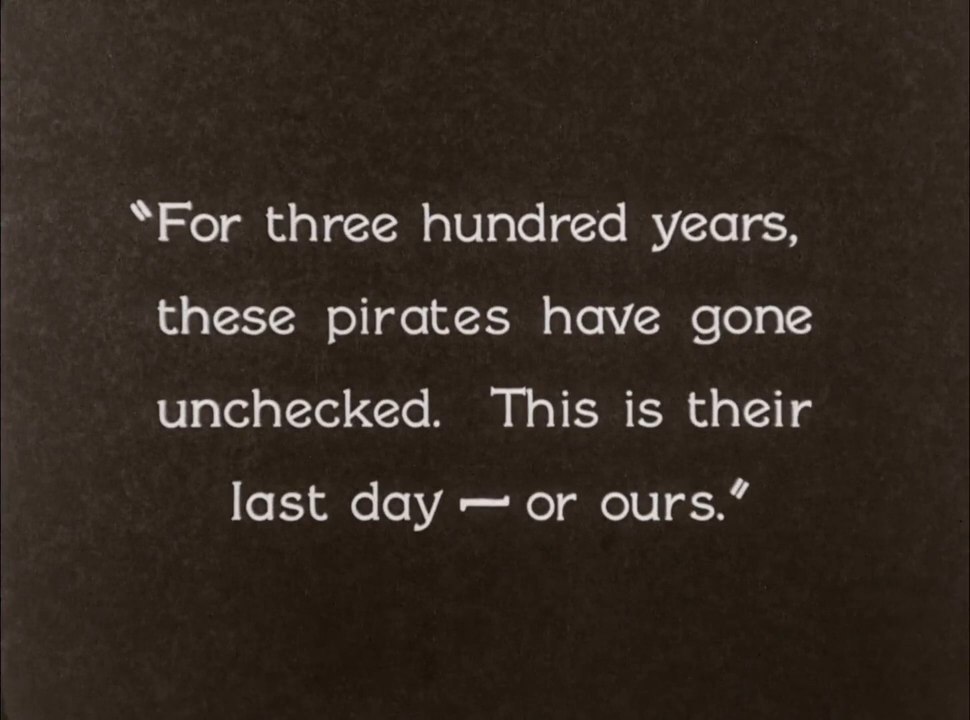 "For three hundred years,
these pirates have gone
unchecked. This is their
last day — or ours."